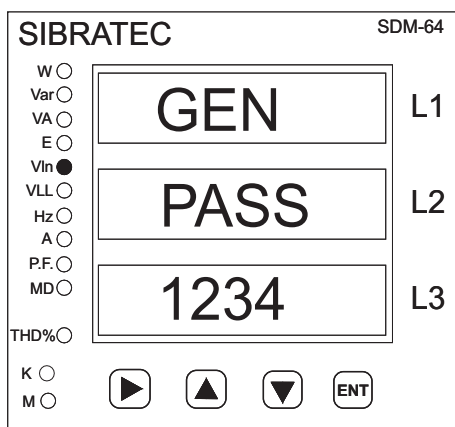 SIBRATEC SDM-64
W
Var
VA
E
Vln
VLL
Hz
A
P.F.
MD
THD%
K
M
GEN L1
PASS L2
1234 L3
ENT